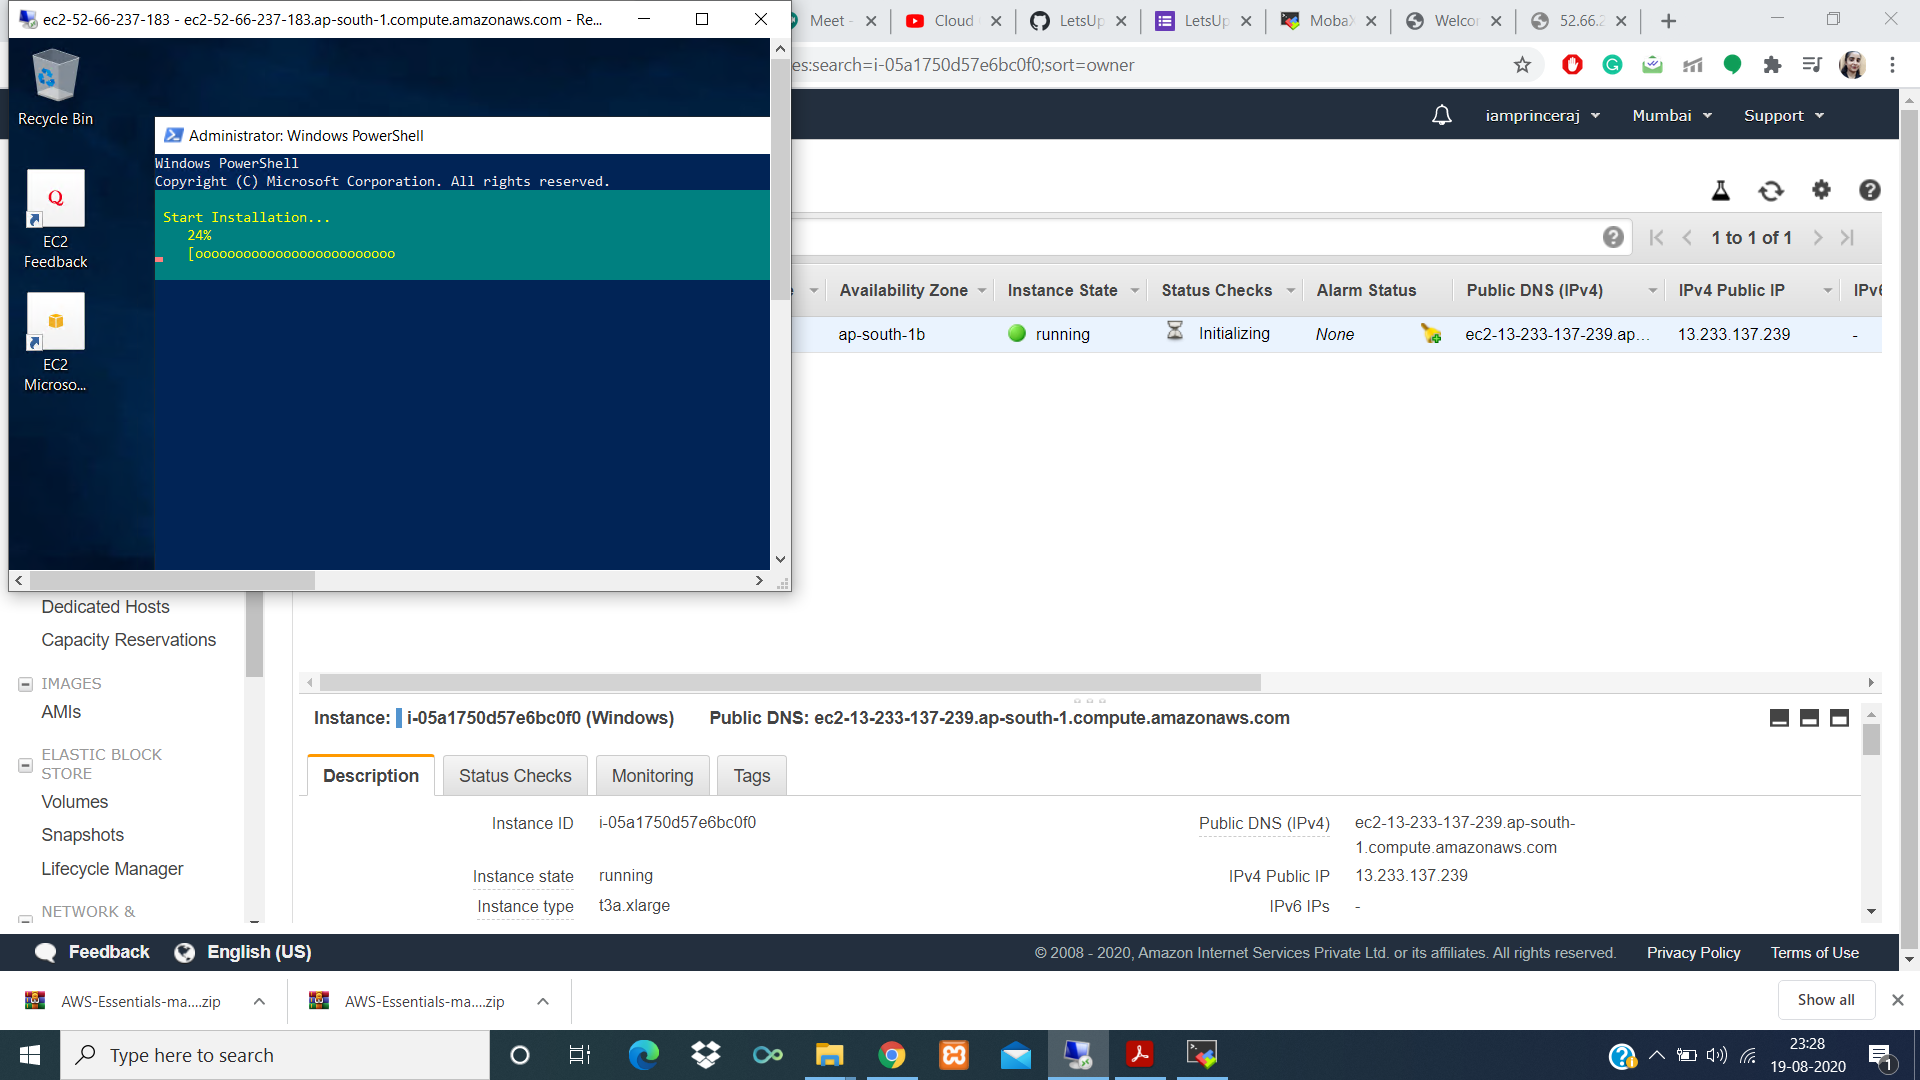 ec2-52-66-237-183 - ec2-52-66-237-183.ap-south-1.compute.amazonaws.com - Re...
Meet -
Cloud
LetsUp
LetsUp
MobaX
Welcor
52.66.2
es:search=i-05a1750d57e6bc0f0;sort=owner
Recycle Bin
EC2
Feedback
EC2
Microso...
Administrator: Windows PowerShell
Windows PowerShell
Copyright (C) Microsoft Corporation. All rights reserved.
Start Installation...
24%
[ooooooooooooooooooooooooo
iamprinceraj
Mumbai
Support
1 to 1 of 1
Availability Zone
Instance State
Status Checks
Alarm Status
Public DNS (IPv4)
IPv4 Public IP
IPv6
ap-south-1b
running
Initializing
None
ec2-13-233-137-239.ap...
13.233.137.239
-
Dedicated Hosts
Capacity Reservations
IMAGES
AMIs
ELASTIC BLOCK
STORE
Volumes
Snapshots
Lifecycle Manager
NETWORK &
Instance: i-05a1750d57e6bc0f0 (Windows) Public DNS: ec2-13-233-137-239.ap-south-1.compute.amazonaws.com
Description
Status Checks
Monitoring
Tags
Instance ID i-05a1750d57e6bc0f0
Public DNS (IPv4) ec2-13-233-137-239.ap-south-
1.compute.amazonaws.com
Instance state running
IPv4 Public IP 13.233.137.239
Instance type t3a.xlarge
IPv6 IPs -
Feedback
English (US)
© 2008 - 2020, Amazon Internet Services Private Ltd. or its affiliates. All rights reserved.
Privacy Policy
Terms of Use
AWS-Essentials-ma....zip
AWS-Essentials-ma....zip
Show all
Type here to search
23:28
19-08-2020
1